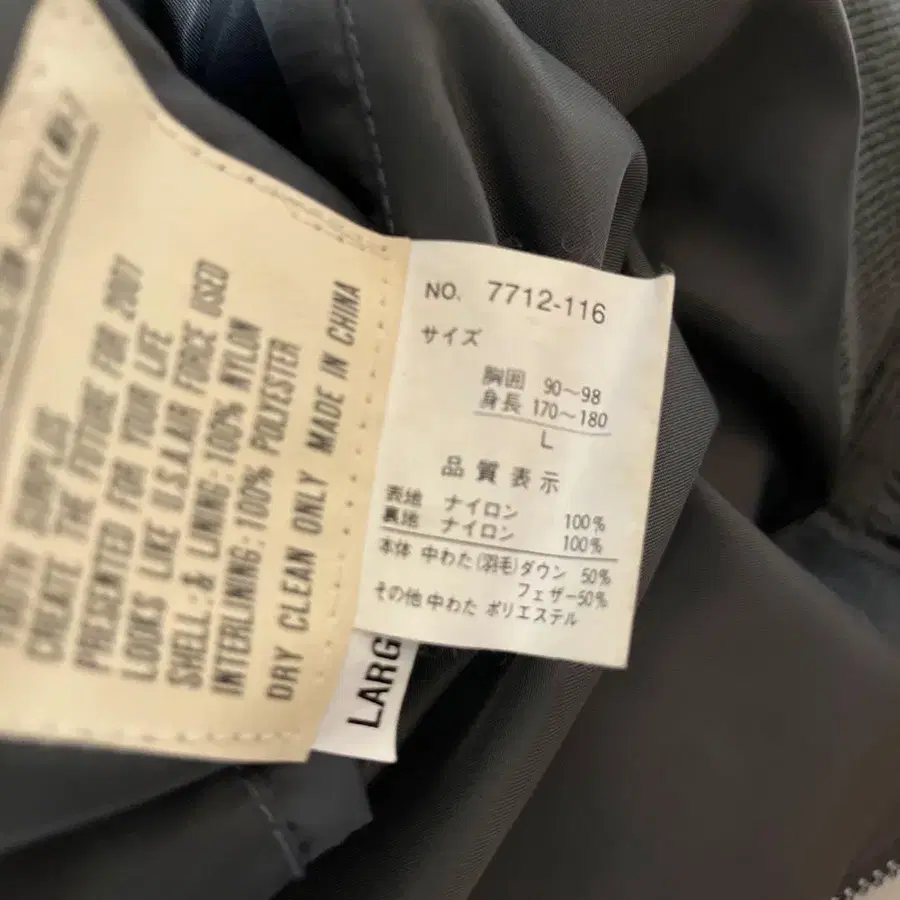 CREATE THE FUTURE FOR 2007
PRESENTED FOR YOUR LIFE
LOOKS LIKE U.S.A.AIR FORCE USED
SHELL.& LINING:100% NYLON
INTERLINING:100% POLYESTER
DRY CLEAN ONLY MADE IN CHINA
LARG
NO. 7712-116
サイズ
胸囲 90～98
身長 170～180
L
品質表示
表地 ナイロン 100%
裏地 ナイロン 100%
本体 中わた(羽毛)ダウン 50%
フェザー50%
その他 中わた ポリエステル